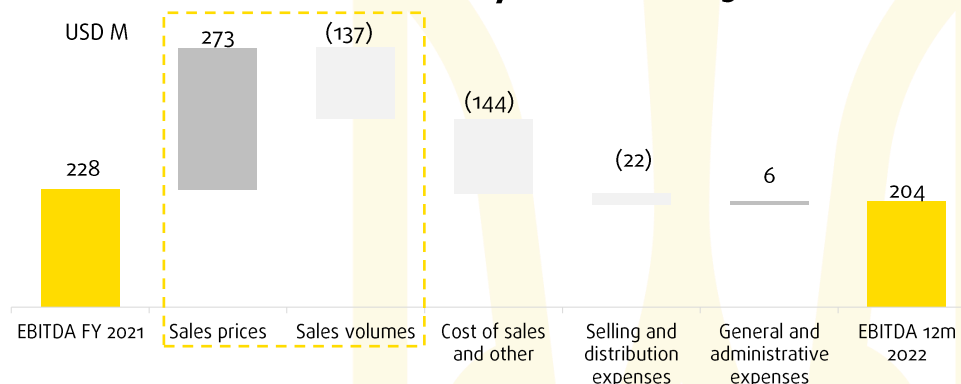 USD M
273
(137)
(144)
(22)
6
228
204
EBITDA FY 2021
Sales prices
Sales volumes
Cost of sales
and other
Selling and
distribution
expenses
General and
administrative
expenses
EBITDA 12m
2022